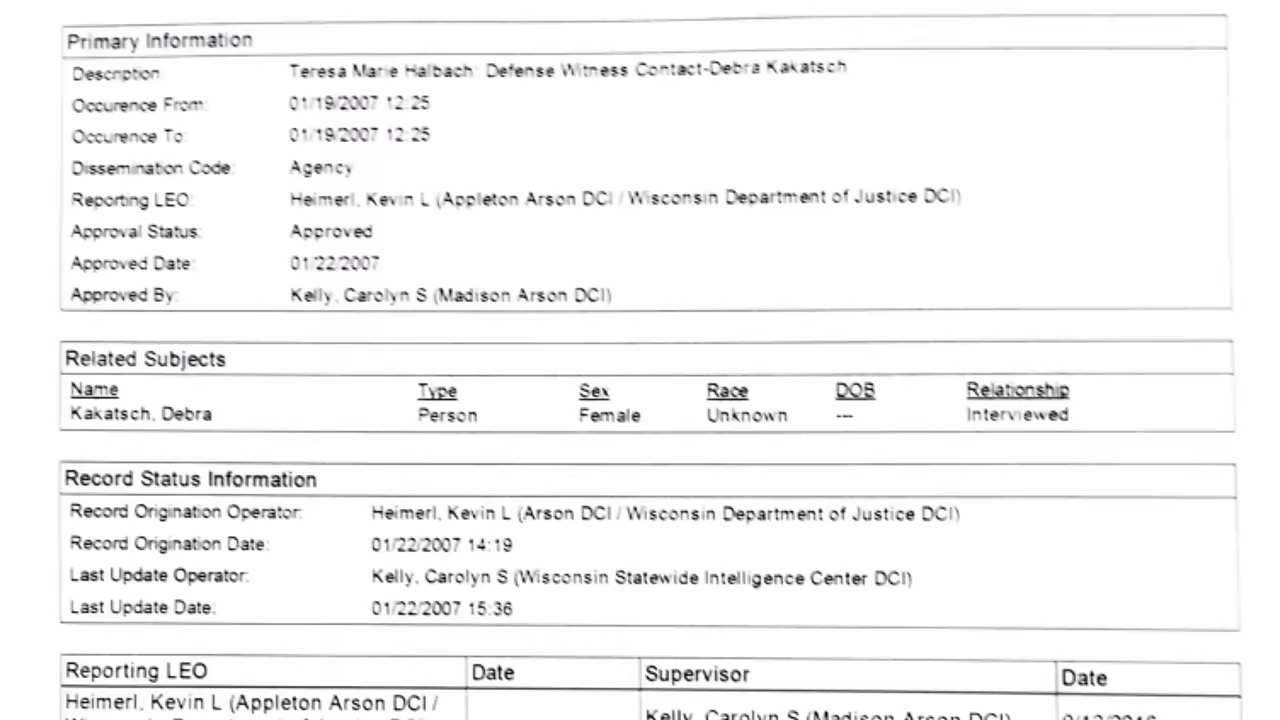 Primary Information
Description: Teresa Marie Halbach: Defense Witness Contact-Debra Kakatsch
Occurence From: 01/19/2007 12:25
Occurence To: 01/19/2007 12:25
Dissemination Code: Agency
Reporting LEO: Heimerl, Kevin L (Appleton Arson DCI / Wisconsin Department of Justice DCI)
Approval Status: Approved
Approved Date: 01/22/2007
Approved By: Kelly, Carolyn S (Madison Arson DCI)
Related Subjects
Name Type Sex Race DOB Relationship
Kakatsch, Debra Person Female Unknown --- Interviewed
Record Status Information
Record Origination Operator: Heimerl, Kevin L (Arson DCI / Wisconsin Department of Justice DCI)
Record Origination Date: 01/22/2007 14:19
Last Update Operator: Kelly, Carolyn S (Wisconsin Statewide Intelligence Center DCI)
Last Update Date: 01/22/2007 15:36
Reporting LEO Date Supervisor Date
Heimerl, Kevin L (Appleton Arson DCI / Kelly, Carolyn S (Madison Arson DCI)